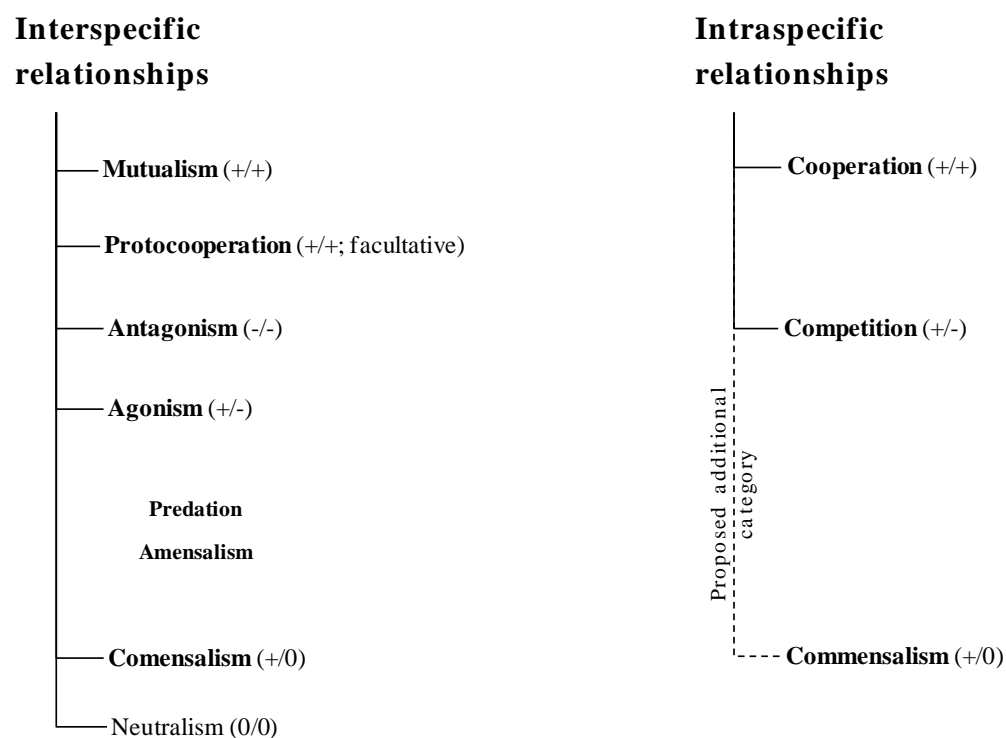 Interspecific
relationships
Mutualism (+/+)
Protocooperation (+/+; facultative)
Antagonism (-/-)
Agonism (+/-)
Predation
Amensalism
Comensalism (+/0)
Neutralism (0/0)
Intraspecific
relationships
Cooperation (+/+)
Competition (+/-)
Proposed additional
category
Commensalism (+/0)